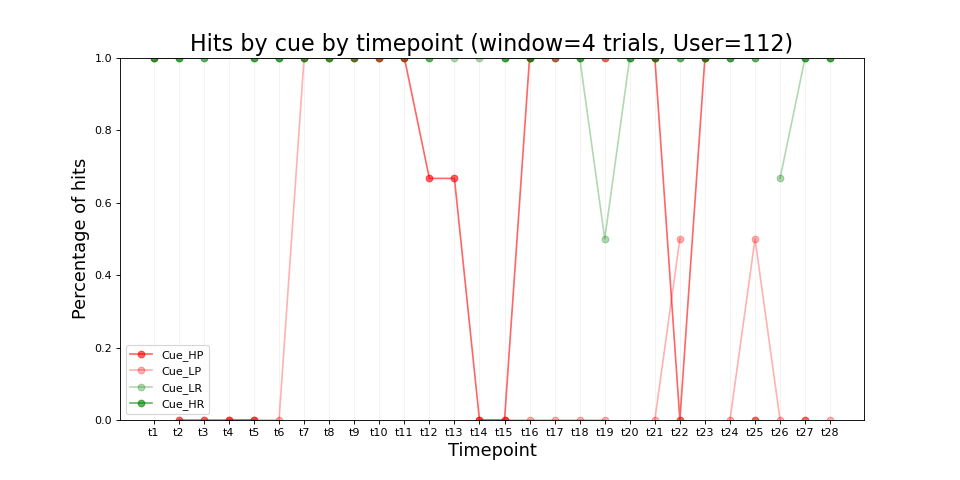 Hits by cue by timepoint (window=4 trials, User=112)
Percentage of hits
1.0
0.8
0.6
0.4
0.2
0.0
Cue_HP
Cue_LP
Cue_LR
Cue_HR
t1 t2 t3 t4 t5 t6 t7 t8 t9 t10 t11 t12 t13 t14 t15 t16 t17 t18 t19 t20 t21 t22 t23 t24 t25 t26 t27 t28
Timepoint